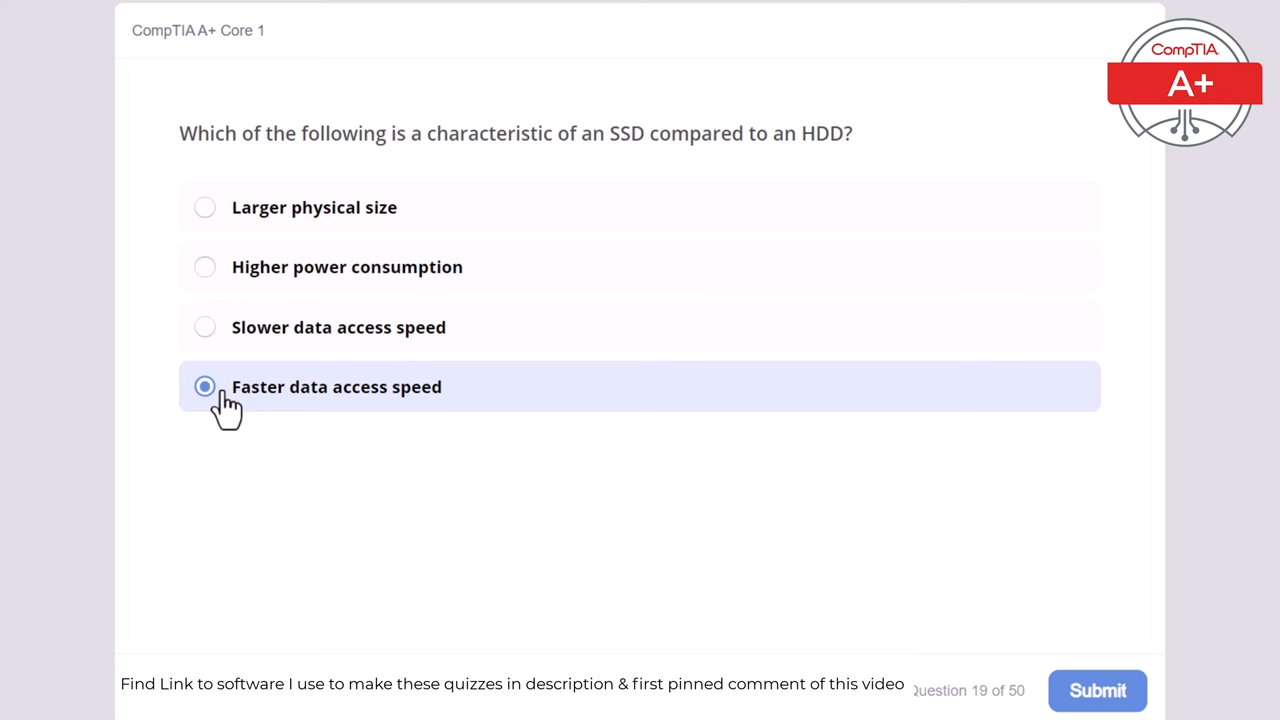 CompTIA A+ Core 1
CompTIA.
A+
Which of the following is a characteristic of an SSD compared to an HDD?
Larger physical size
Higher power consumption
Slower data access speed
Faster data access speed
Find Link to software I use to make these quizzes in description & first pinned comment of this video
Question 19 of 50
Submit